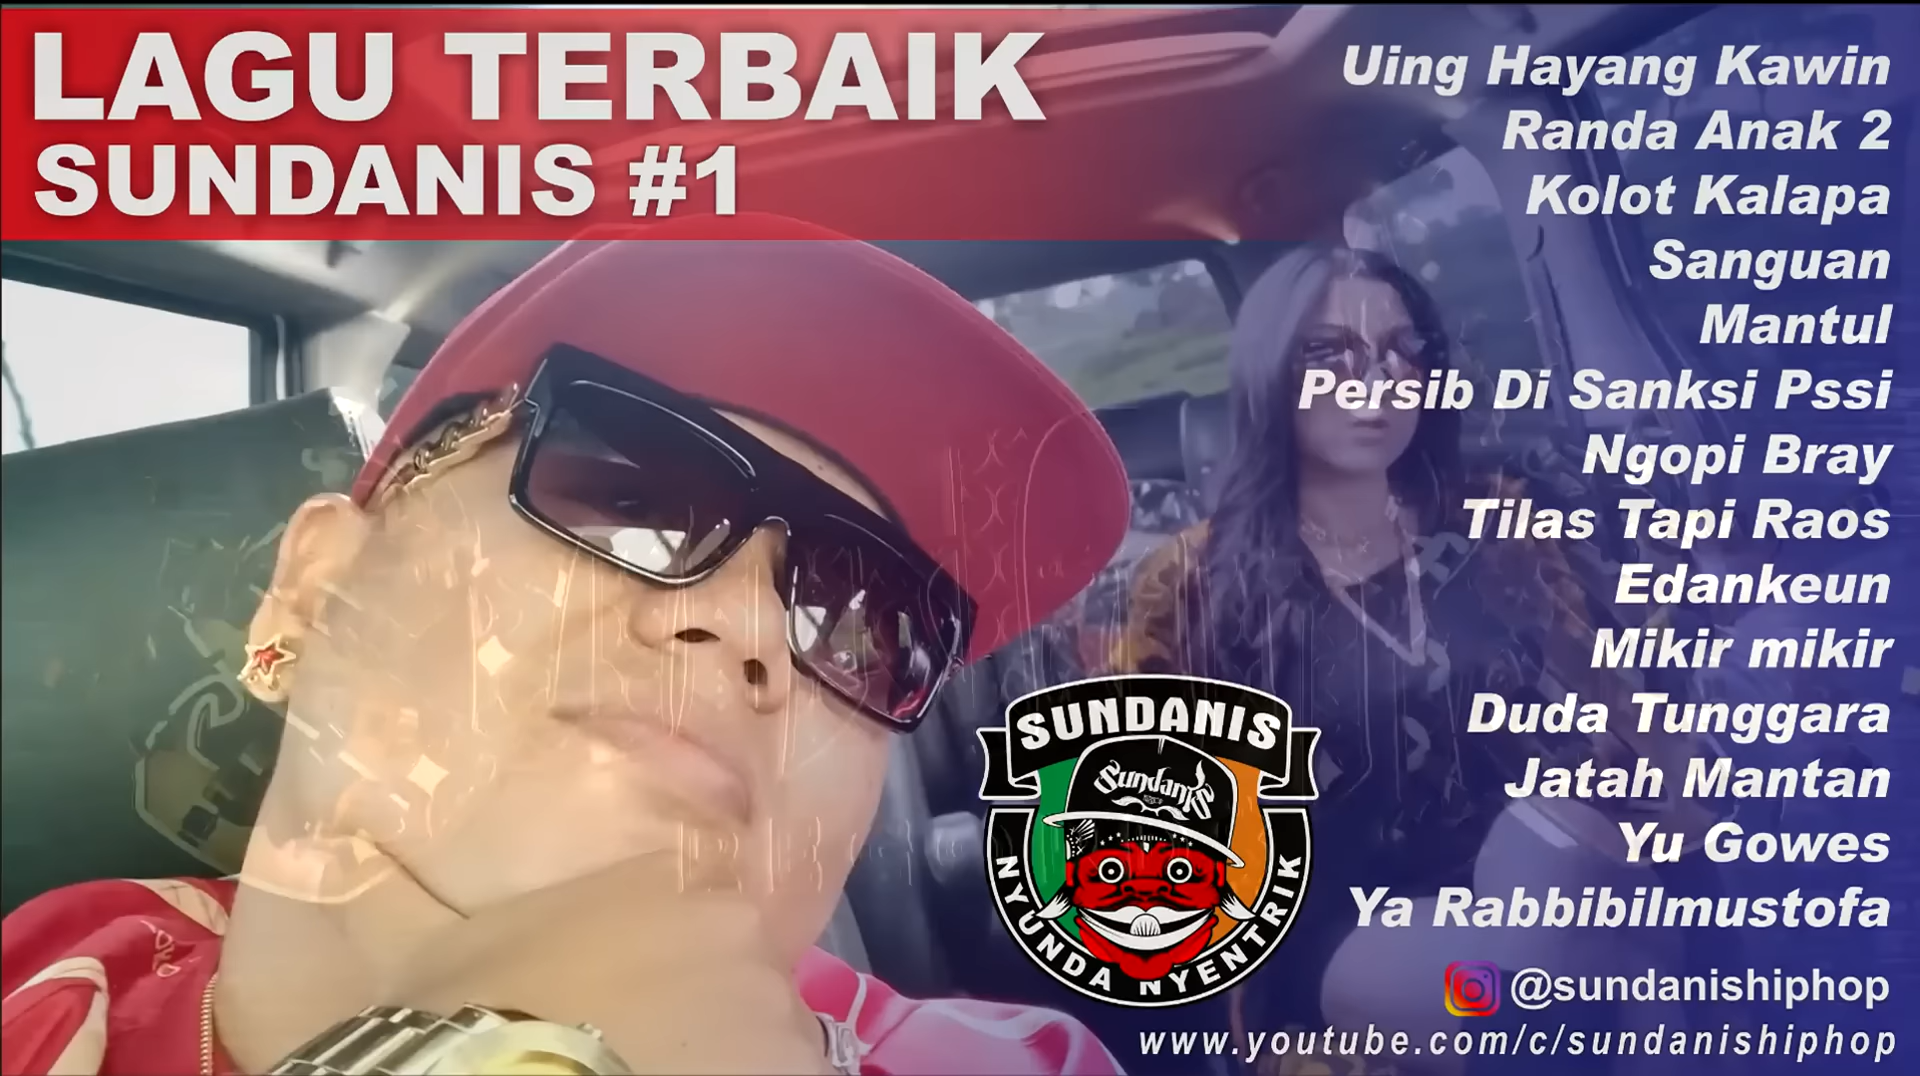 LAGU TERBAIK
SUNDANIS #1
Uing Hayang Kawin
Randa Anak 2
Kolot Kalapa
Sanguan
Mantul
Persib Di Sanksi Pssi
Ngopi Bray
Tilas Tapi Raos
Edankeun
Mikir mikir
Duda Tunggara
Jatah Mantan
Yu Gowes
Ya Rabbibilmustofa
SUNDANIS
Sundanis
NYUNDA NYENTRIK
@sundanishiphop
www.youtube.com/c/sundanishiphop